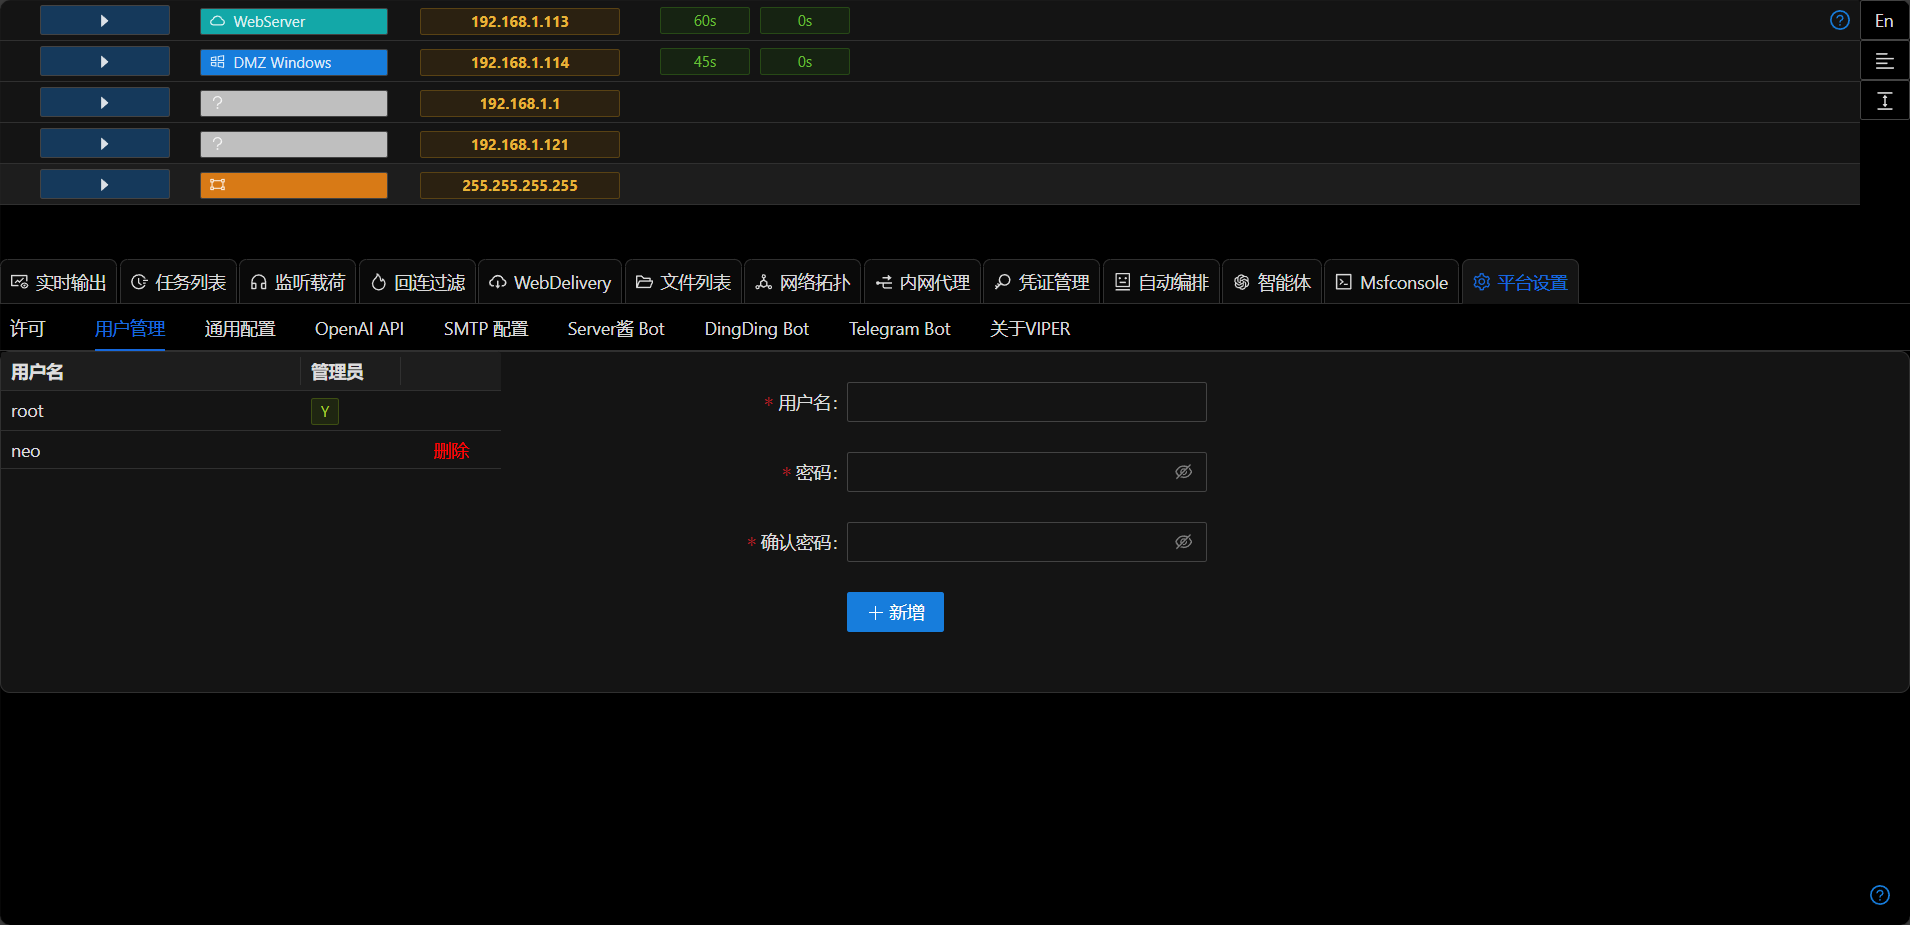 WebServer 192.168.1.113 60s 0s En
DMZ Windows 192.168.1.114 45s 0s
? 192.168.1.1
? 192.168.1.121
255.255.255.255
实时输出 任务列表 监听载荷 回连过滤 WebDelivery 文件列表 网络拓扑 内网代理 凭证管理 自动编排 智能体 Msfconsole 平台设置
许可 用户管理 通用配置 OpenAI API SMTP 配置 Server酱 Bot DingDing Bot Telegram Bot 关于VIPER
用户名 管理员
root Y
neo 删除
* 用户名:
* 密码:
* 确认密码:
+ 新增